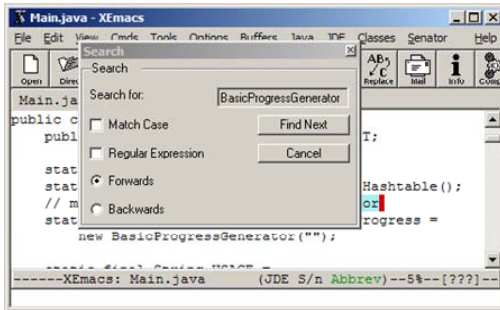 Main.java - XEmacs
File Edit View Cmds Tools Options Buffers Java JDE Classes Senator Help
Search
Open Direc Replace Mail Info Comp
Search
Main.ja
Search for: BasicProgressGenerator
public c
Match Case Find Next
publ T;
Regular Expression Cancel
stat
Forwards
stat Hashtable();
// m or
Backwards
stat rogress =
new BasicProgressGenerator("");
------XEmacs: Main.java (JDE S/n Abbrev)--5%--[???]--